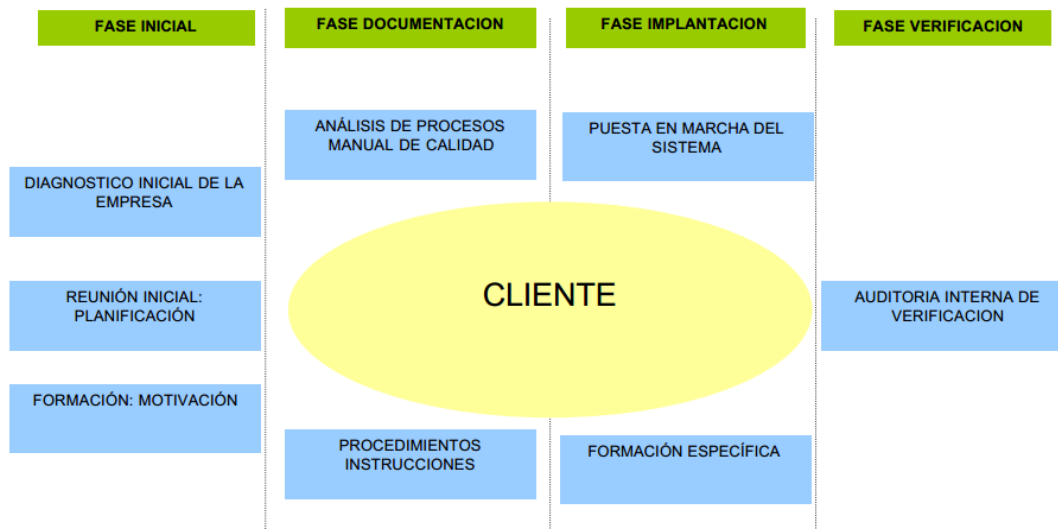 FASE INICIAL
FASE DOCUMENTACION
FASE IMPLANTACION
FASE VERIFICACION
ANÁLISIS DE PROCESOS
MANUAL DE CALIDAD
PUESTA EN MARCHA DEL
SISTEMA
DIAGNOSTICO INICIAL DE LA
EMPRESA
CLIENTE
REUNIÓN INICIAL:
PLANIFICACIÓN
AUDITORIA INTERNA DE
VERIFICACION
FORMACIÓN: MOTIVACIÓN
PROCEDIMIENTOS
INSTRUCCIONES
FORMACIÓN ESPECÍFICA